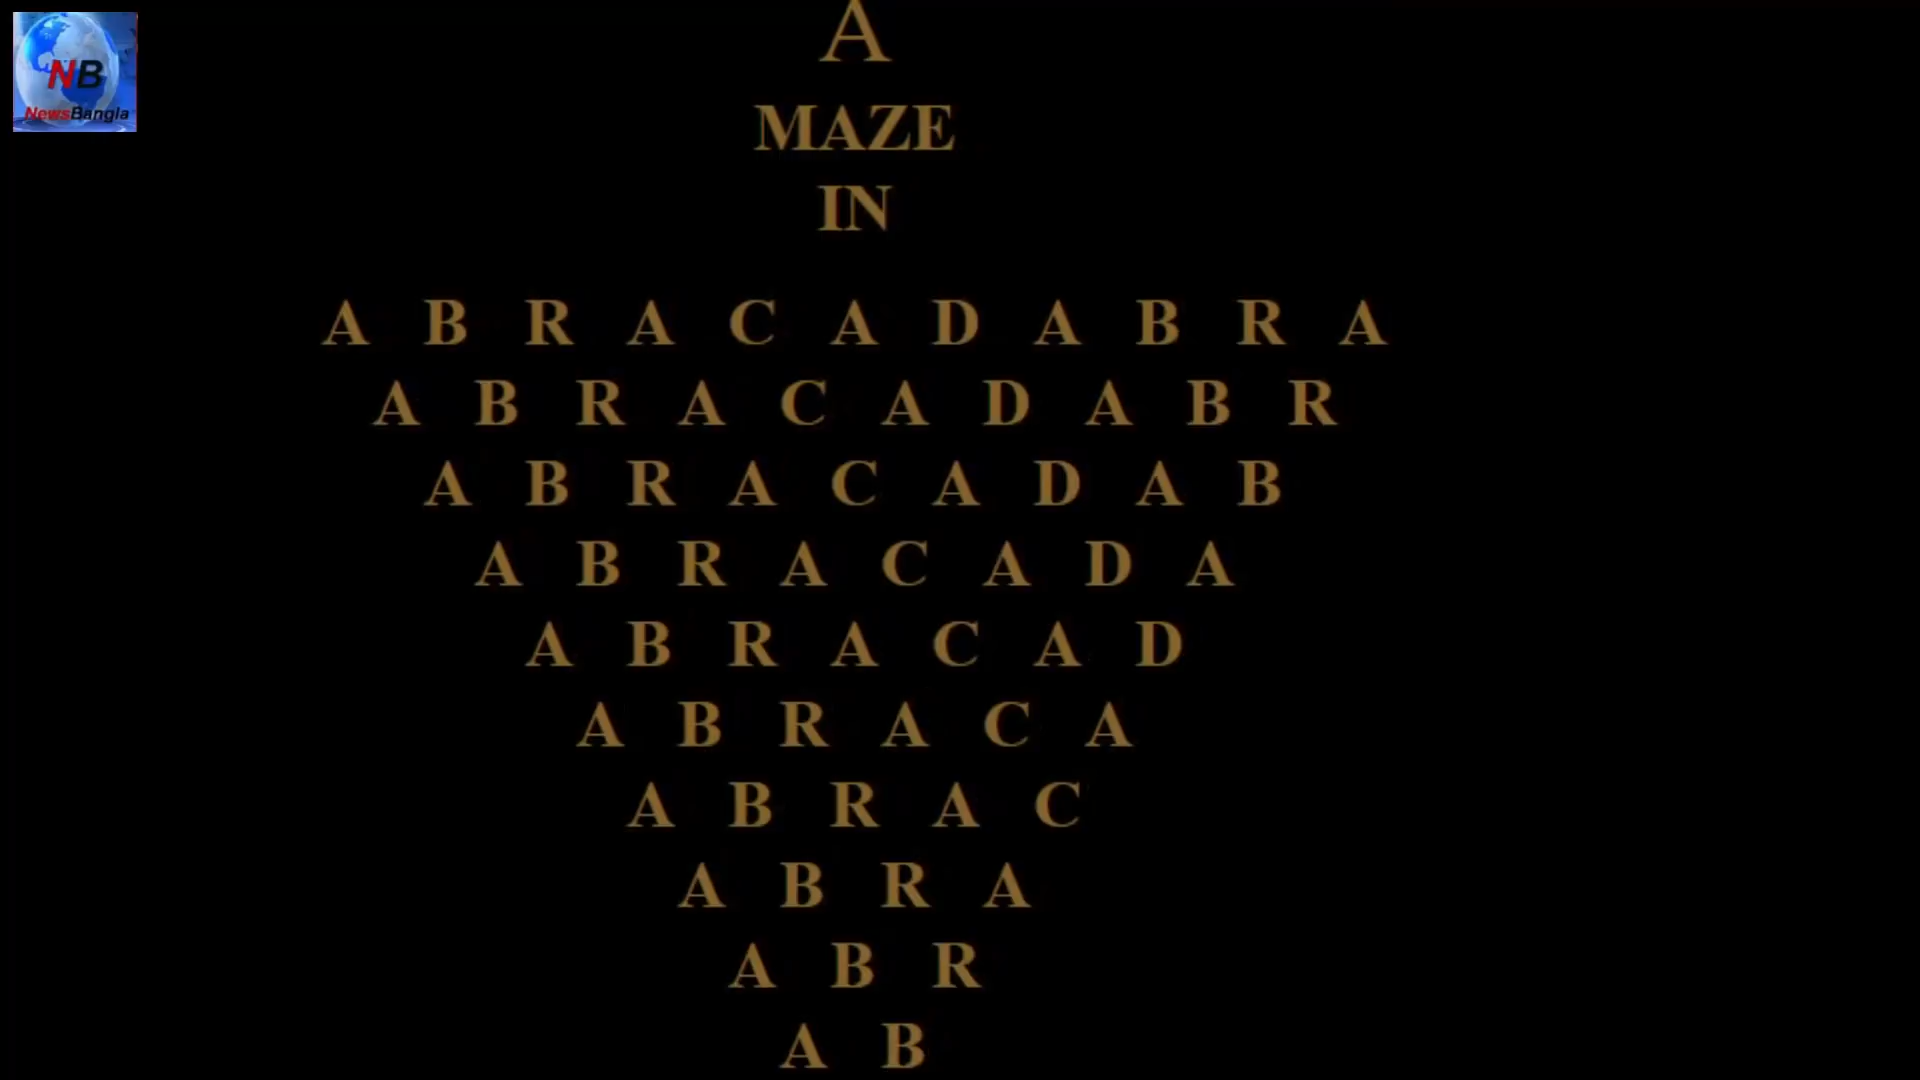 NB
NewsBangla
A
MAZE
IN
A B R A C A D A B R A
A B R A C A D A B R
A B R A C A D A B
A B R A C A D A
A B R A C A D
A B R A C A
A B R A C
A B R A
A B R
A B